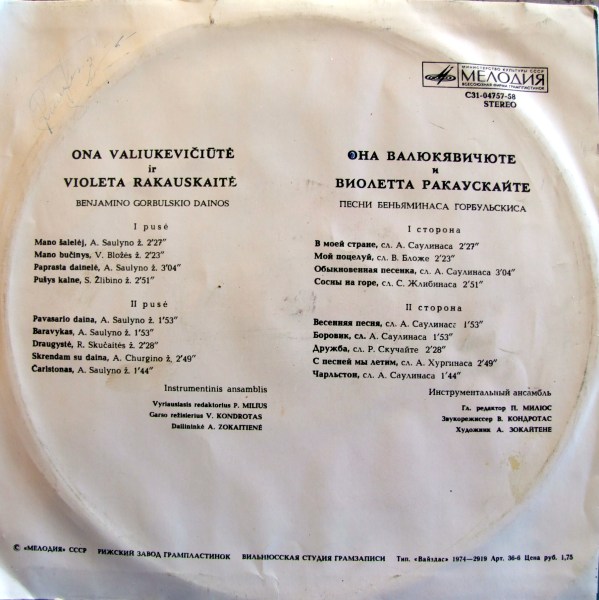 МИНИСТЕРСТВО КУЛЬТУРЫ СССР
МЕЛОДИЯ
ВСЕСОЮЗНАЯ ФИРМА ГРАМПЛАСТИНОК
С31-04757-58
STEREO
ONA VALIUKEVIČIŪTĖ
ir
VIOLETA RAKAUSKAITĖ
BENJAMINO GORBULSKIO DAINOS
I pusė
Mano šalelėj, A. Saulyno ž. 2'27"
Mano bučinys, V. Bložės ž. 2'23"
Paprasta dainelė, A. Saulyno ž. 3'04"
Pušys kalne, S. Žlibino ž. 2'51"
II pusė
Pavasario daina, A. Saulyno ž. 1'53"
Baravykas, A. Saulyno ž. 1'53"
Draugystė, R. Skučaitės ž. 2'28"
Skrendam su daina, A. Churgino ž. 2'49"
Čarlstonas, A. Saulyno ž. 1'44"
Instrumentinis ansamblis
Vyriausiasis redaktorius P. MILIUS
Garso režisierius V. KONDROTAS
Dailininkė A. ŽOKAITIENĖ
ОНА ВАЛЮКЯВИЧЮТЕ
и
ВИОЛЕТТА РАКАУСКАЙТЕ
ПЕСНИ БЕНЬЯМИНАСА ГОРБУЛЬСКИСА
I сторона
В моей стране, сл. А. Саулинаса 2'27"
Мой поцелуй, сл. В. Бложе 2'23"
Обыкновенная песенка, сл. А. Саулинаса 3'04"
Сосны на горе, сл. С. Жлибинаса 2'51"
II сторона
Весенняя песня, сл. А. Саулинаса 1'53"
Боровик, сл. А. Саулинаса 1'53"
Дружба, сл. Р. Скучайте 2'28"
С песней мы летим, сл. А. Хургинаса 2'49"
Чарльстон, сл. А. Саулинаса 1'44"
Инструментальный ансамбль
Гл. редактор П. МИЛЮС
Звукорежиссер В. КОНДРОТАС
Художник А. ЗОКАЙТЕНЕ
© «МЕЛОДИЯ» СССР РИЖСКИЙ ЗАВОД ГРАМПЛАСТИНОК ВИЛЬНЮССКАЯ СТУДИЯ ГРАМЗАПИСИ Тип. «Вайздас» 1974—2919 Арт. 36-6 Цена руб. 1,75